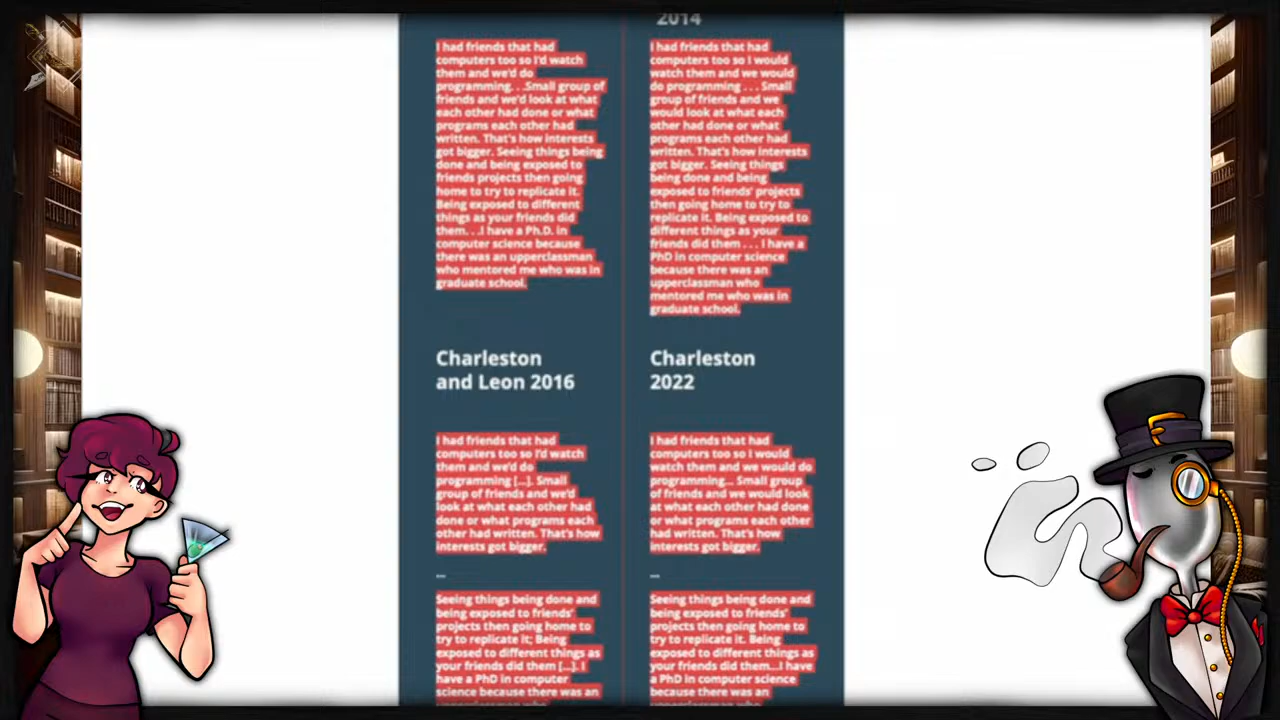 2014
I had friends that had
computers too so I'd watch
them and we'd do
programming. . .Small group of
friends and we'd look at what
each other had done or what
programs each other had
written. That's how interests
got bigger. Seeing things being
done and being exposed to
friends projects then going
home to try to replicate it.
Being exposed to different
things as your friends did
them. . .I have a Ph.D. in
computer science because
there was an upperclassman
who mentored me who was in
graduate school.
I had friends that had
computers too so I would
watch them and we would
do programming . . . Small
group of friends and we
would look at what each
other had done or what
programs each other had
written. That's how interests
got bigger. Seeing things
being done and being
exposed to friends' projects
then going home to try to
replicate it. Being exposed to
different things as your
friends did them . . . I have a
PhD in computer science
because there was an
upperclassman who
mentored me who was in
graduate school.
Charleston
and Leon 2016
Charleston
2022
I had friends that had
computers too so I'd watch
them and we'd do
programming [...]. Small
group of friends and we'd
look at what each other had
done or what programs each
other had written. That's how
interests got bigger.
...
Seeing things being done and
being exposed to friends'
projects then going home to
try to replicate it; Being
exposed to different things as
your friends did them [...]. I
have a PhD in computer
science because there was an
I had friends that had
computers too so I would
watch them and we would do
programming... Small group
of friends and we would look
at what each other had done
or what programs each other
had written. That's how
interests got bigger.
...
Seeing things being done and
being exposed to friends'
projects then going home to
try to replicate it. Being
exposed to different things as
your friends did them...I have
a PhD in computer science
because there was an